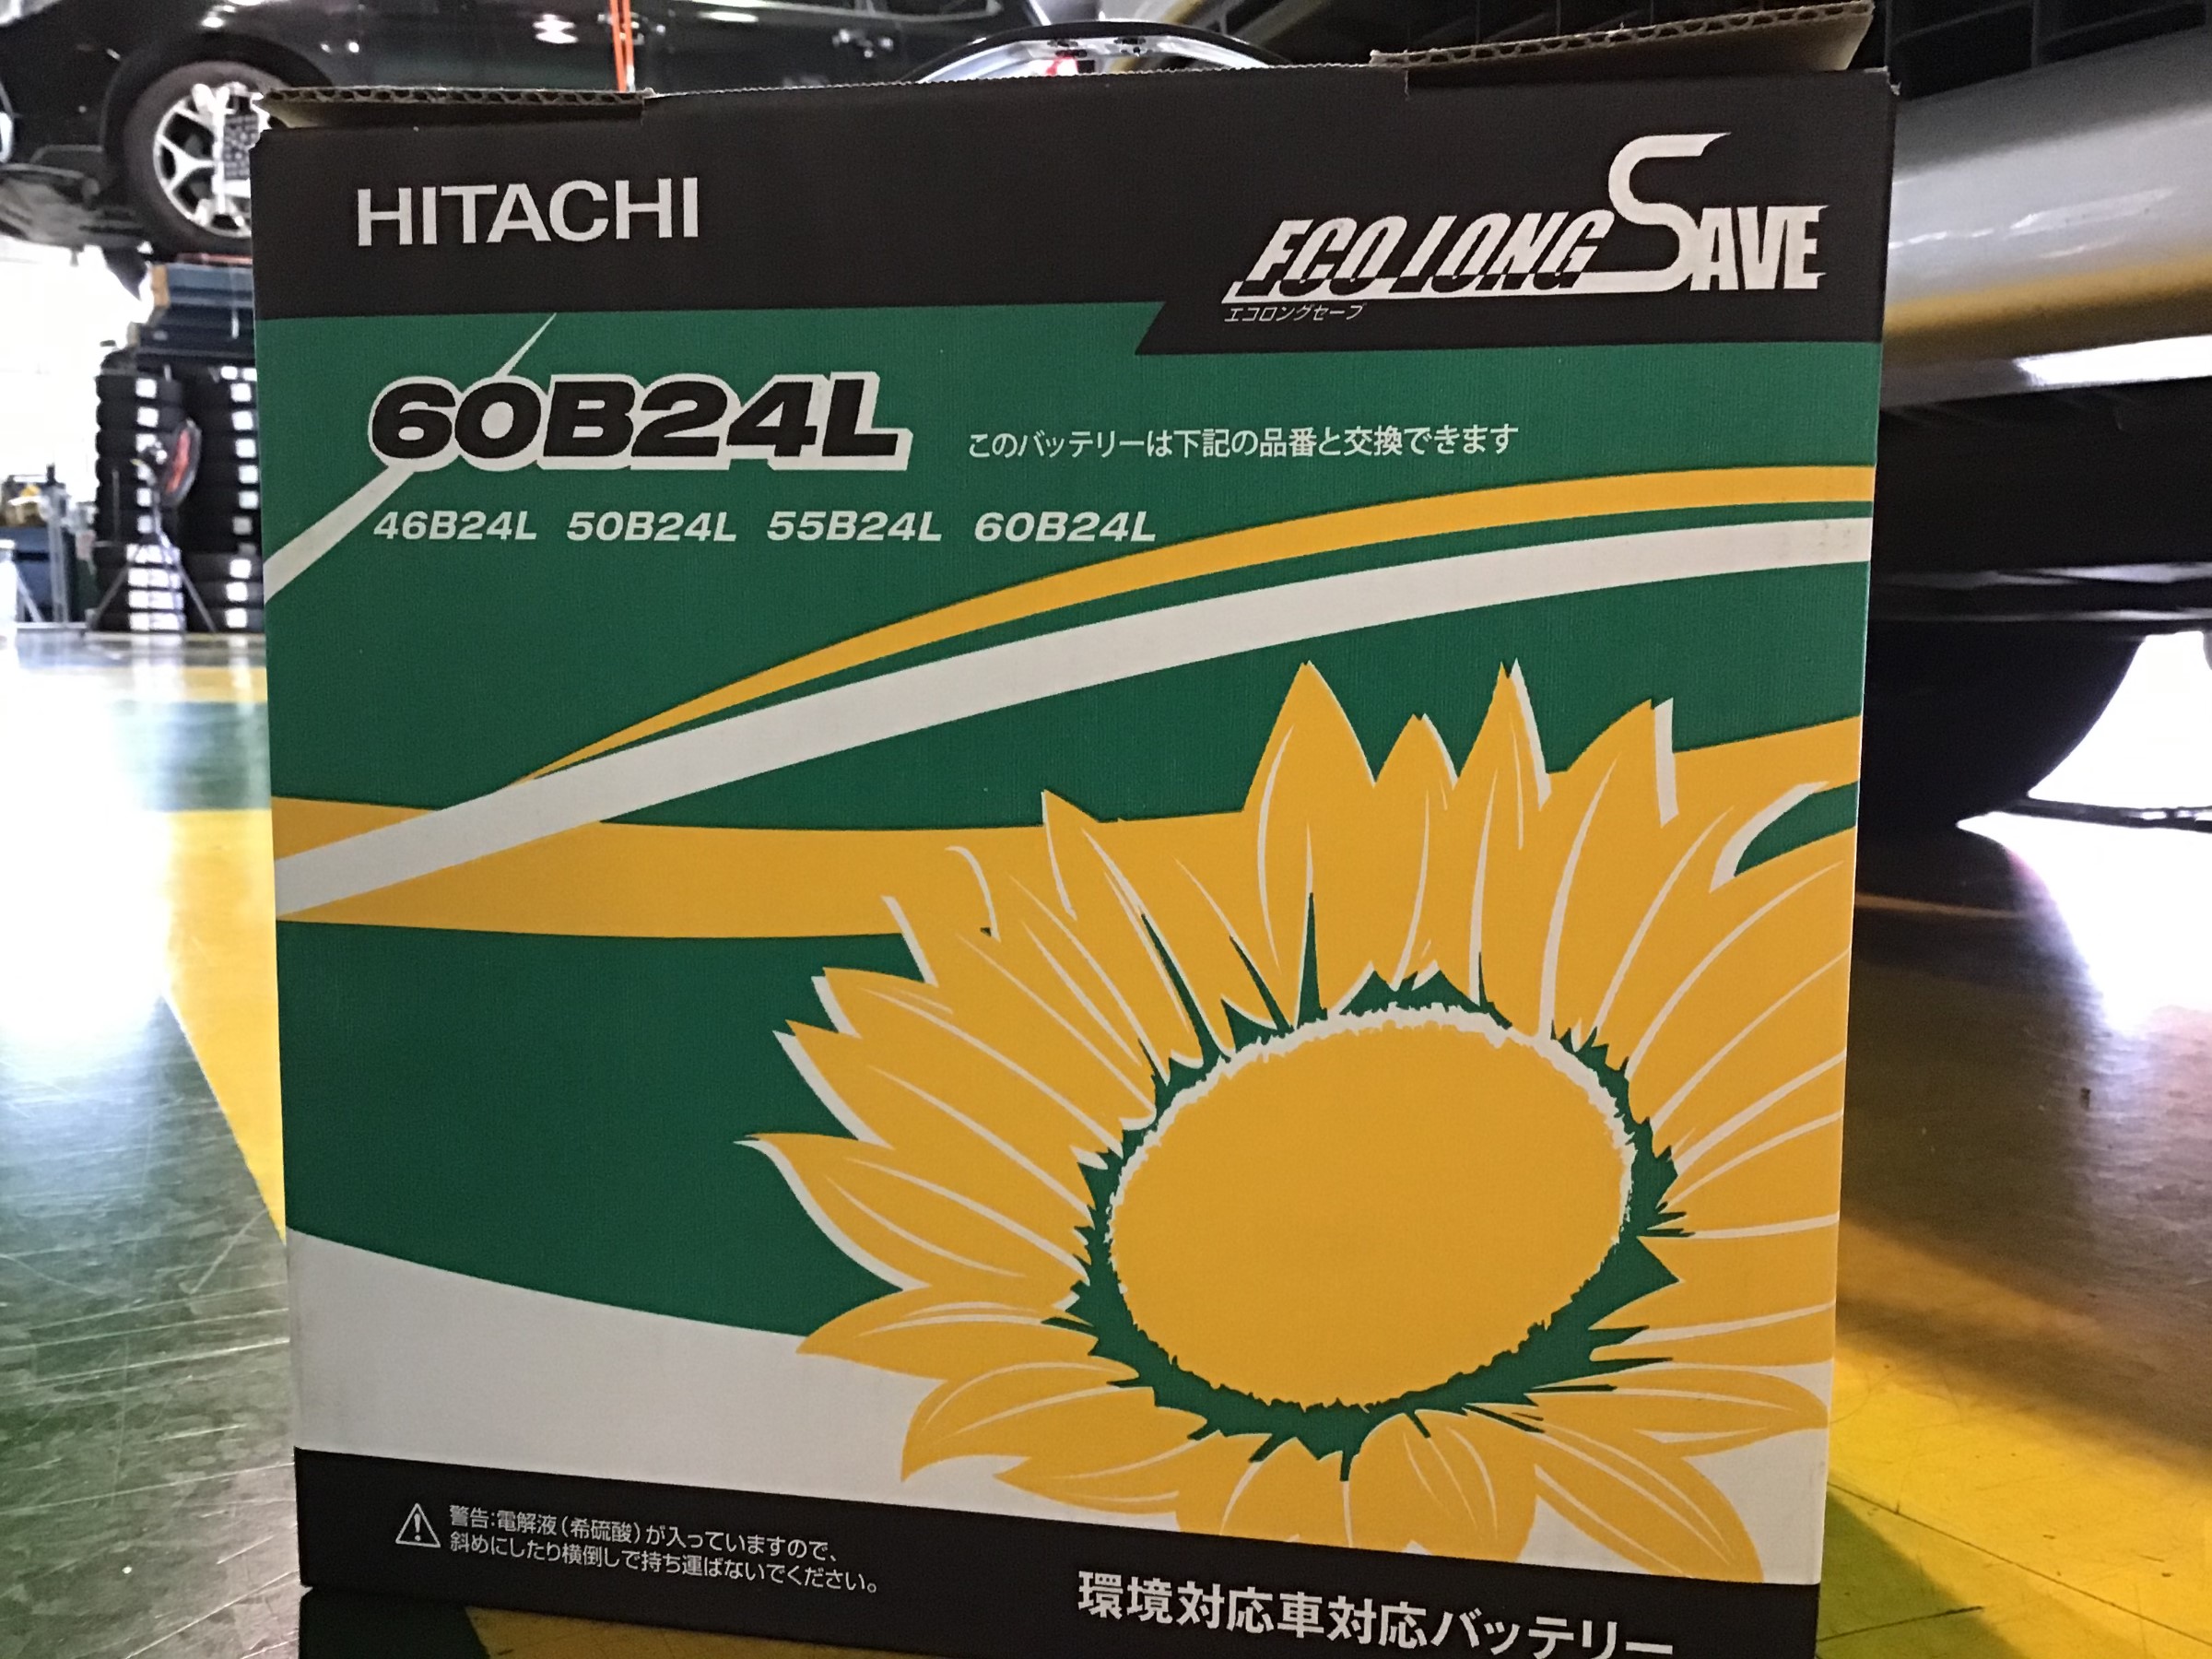 HITACHI
ECO LONG SAVE
エコロングセーブ
60B24L
このバッテリーは下記の品番と交換できます
46B24L 50B24L 55B24L 60B24L
警告:電解液(希硫酸)が入っていますので、
斜めにしたり横倒しで持ち運ばないでください。
環境対応車対応バッテリー